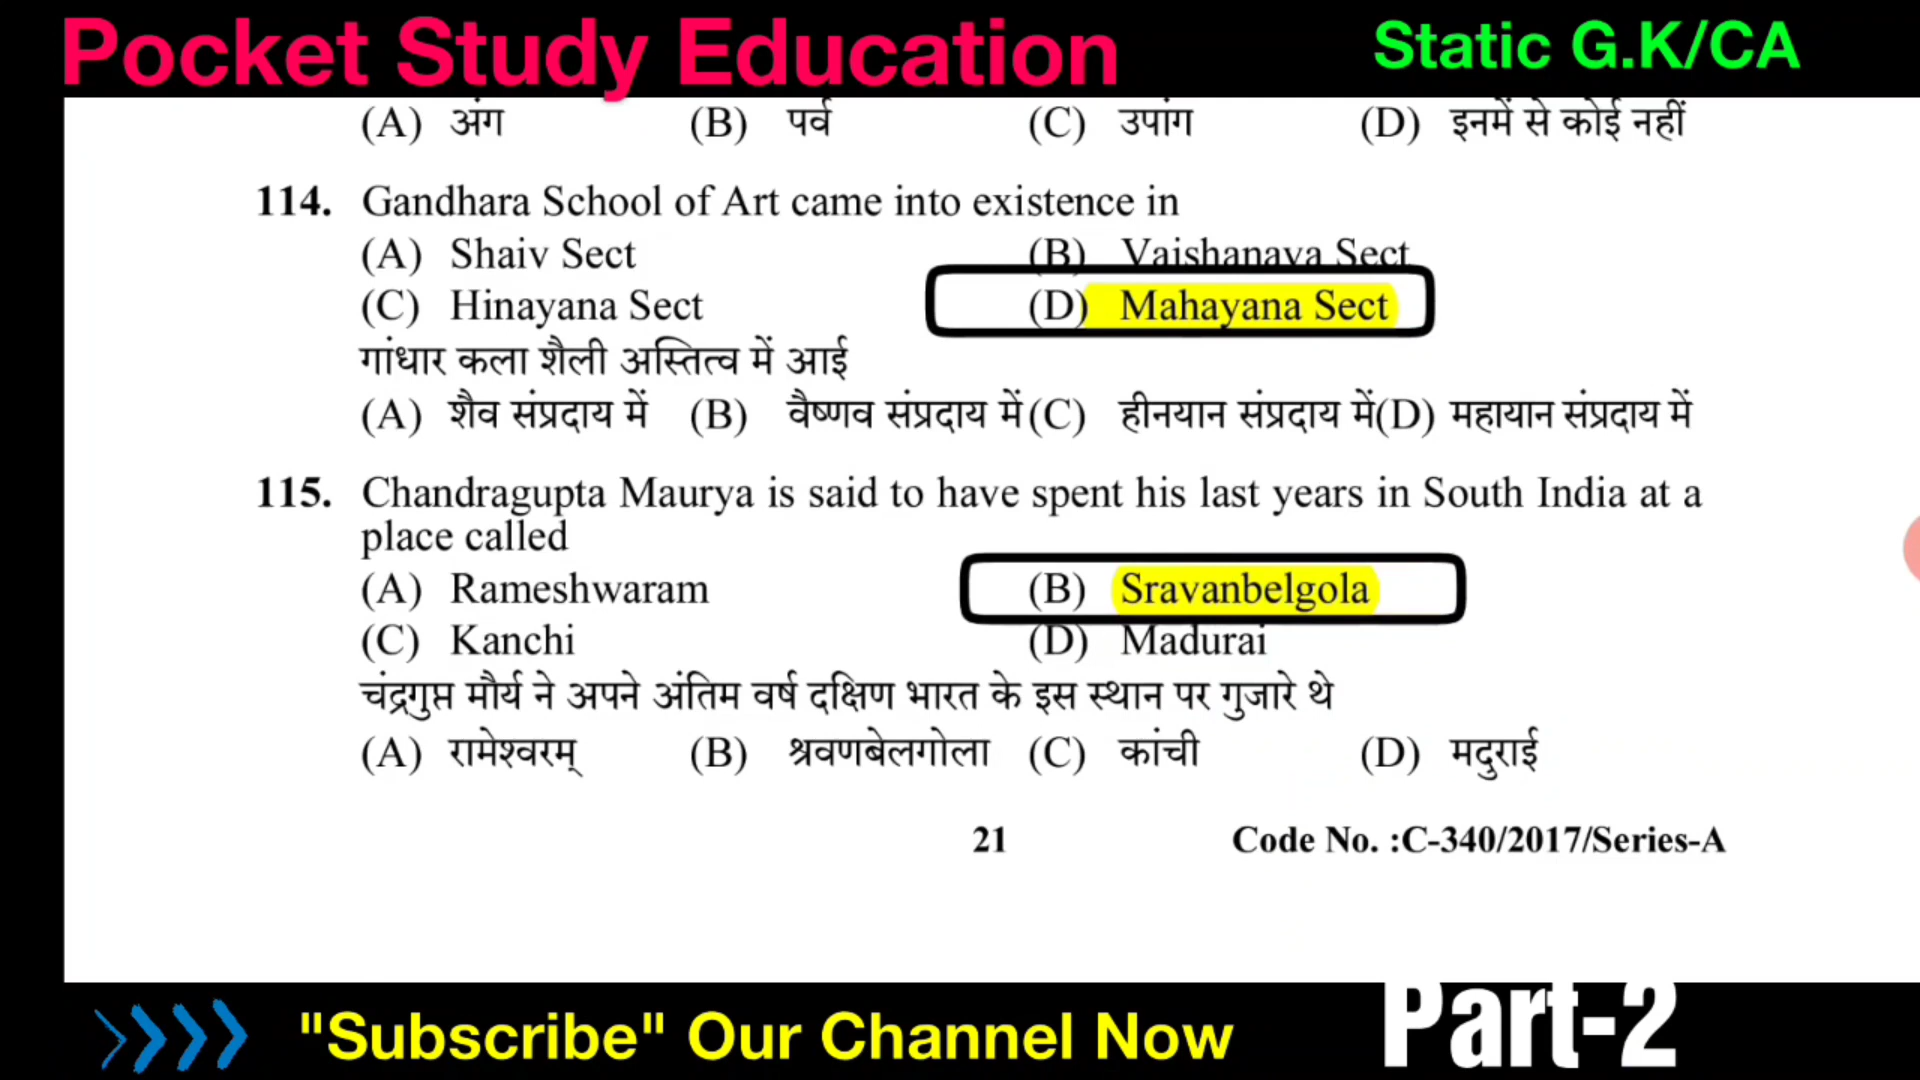 Pocket Study Education
Static G.K/CA
(A) अंग (B) पर्व (C) उपांग (D) इनमें से कोई नहीं
114. Gandhara School of Art came into existence in
(A) Shaiv Sect (B) Vaishanava Sect
(C) Hinayana Sect (D) Mahayana Sect
गांधार कला शैली अस्तित्व में आई
(A) शैव संप्रदाय में (B) वैष्णव संप्रदाय में (C) हीनयान संप्रदाय में (D) महायान संप्रदाय में
115. Chandragupta Maurya is said to have spent his last years in South India at a
place called
(A) Rameshwaram (B) Sravanbelgola
(C) Kanchi (D) Madurai
चंद्रगुप्त मौर्य ने अपने अंतिम वर्ष दक्षिण भारत के इस स्थान पर गुजारे थे
(A) रामेश्वरम् (B) श्रवणबेलगोला (C) कांची (D) मदुराई
21 Code No. :C-340/2017/Series-A
"Subscribe" Our Channel Now
Part-2